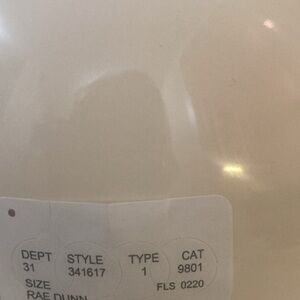 DEPT STYLE TYPE CAT
31 341617 1 9801
SIZE FLS 0220
RAE DUNN